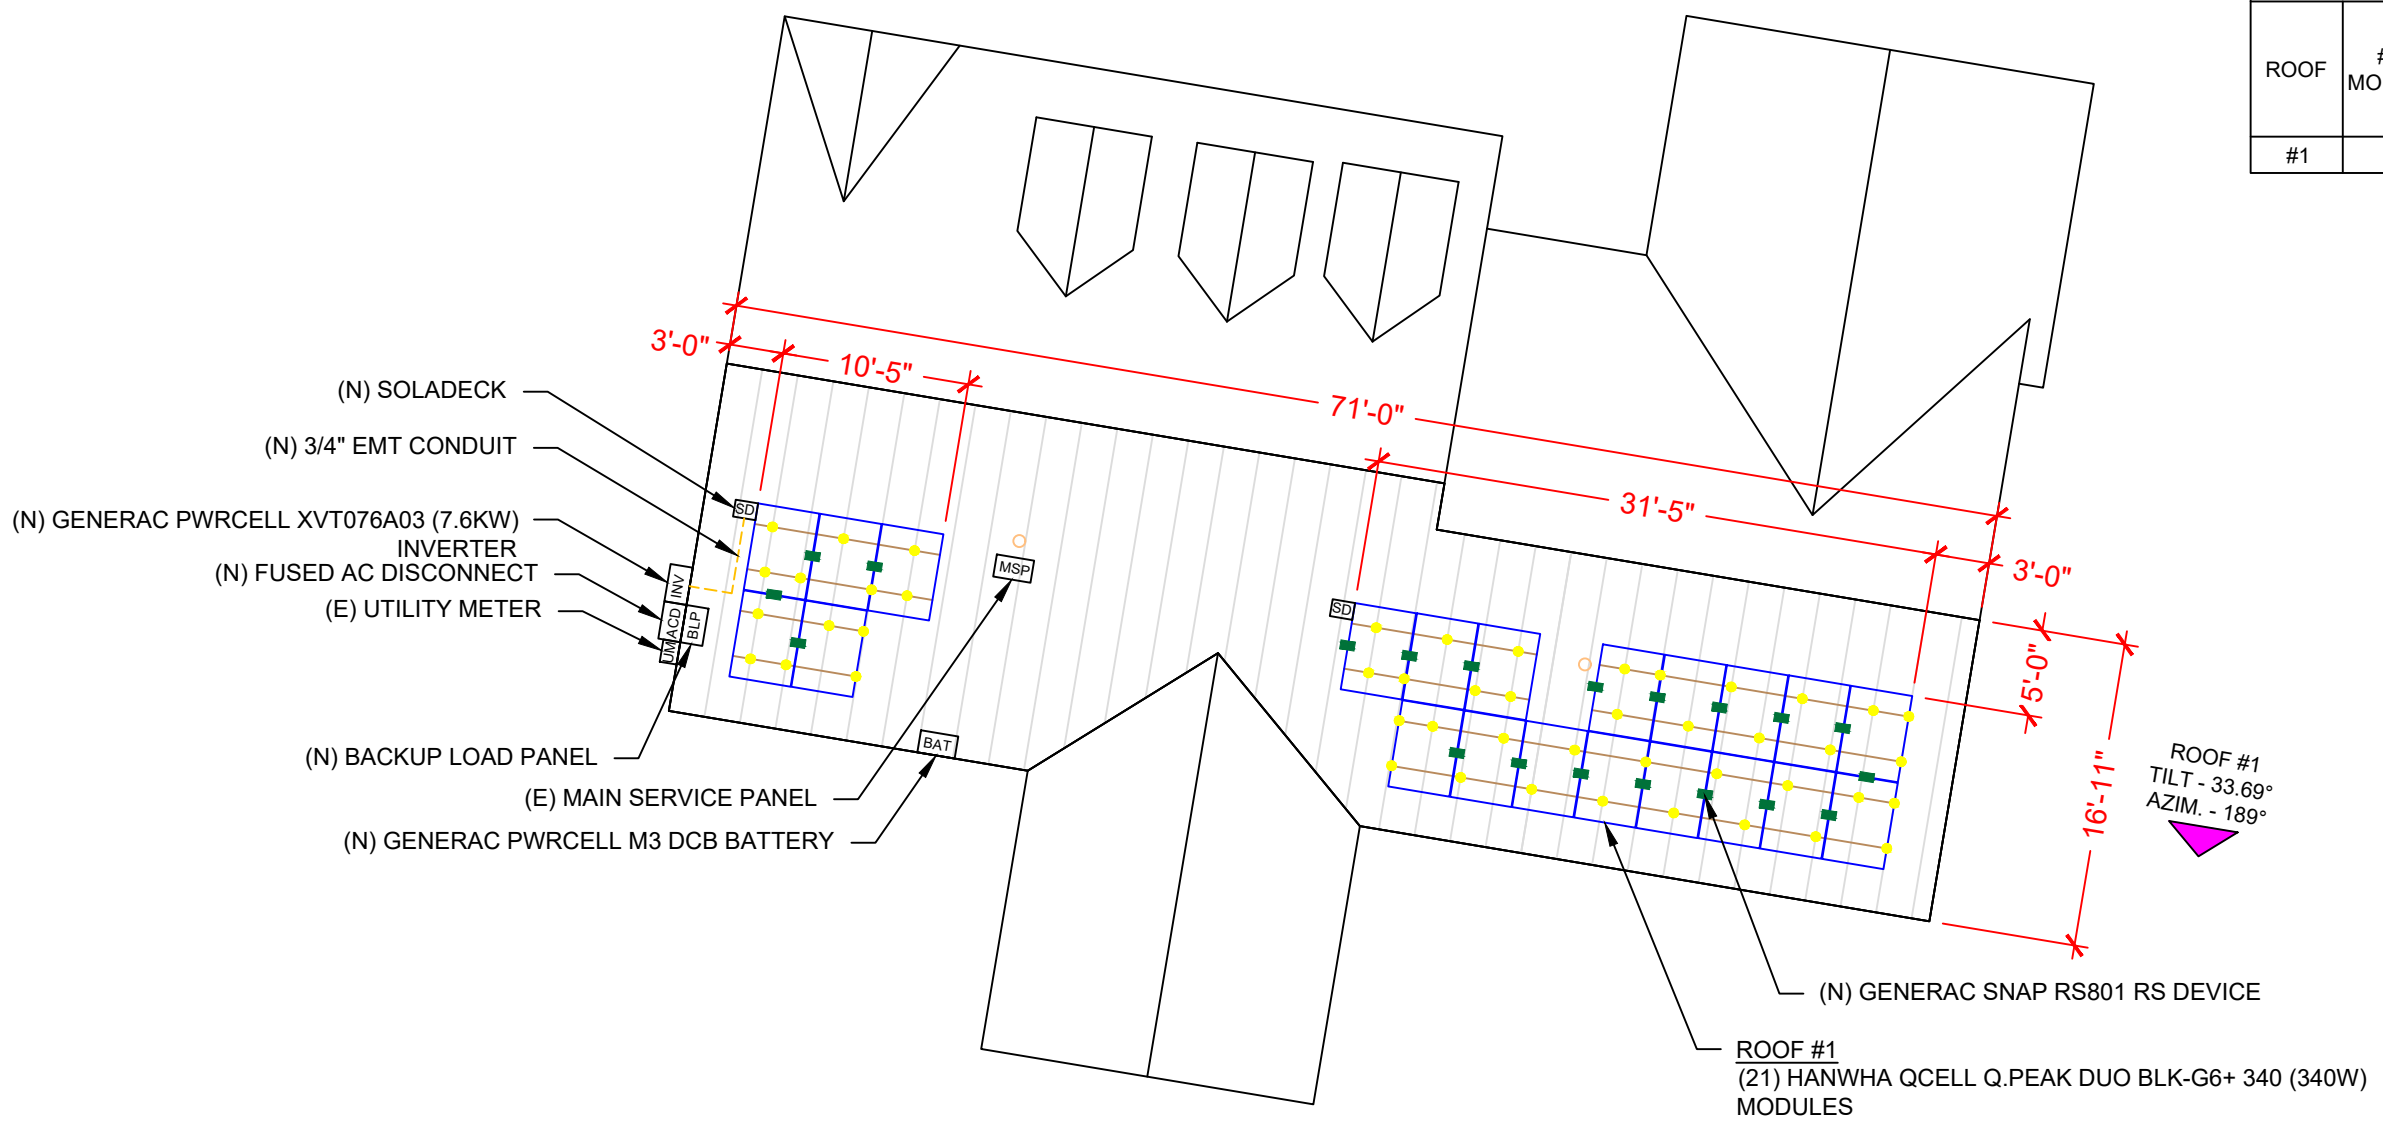 ROOF
#1
3'-0"
10'-5"
71'-0"
31'-5"
3'-0"
5'-0"
16'-11"
(N) SOLADECK
(N) 3/4" EMT CONDUIT
(N) GENERAC PWRCELL XVT076A03 (7.6KW)
INVERTER
(N) FUSED AC DISCONNECT
(E) UTILITY METER
SD
INV
ACD
BLP
UM
MSP
SD
BAT
(N) BACKUP LOAD PANEL
(E) MAIN SERVICE PANEL
(N) GENERAC PWRCELL M3 DCB BATTERY
ROOF #1
TILT - 33.69°
AZIM. - 189°
(N) GENERAC SNAP RS801 RS DEVICE
ROOF #1
(21) HANWHA QCELL Q.PEAK DUO BLK-G6+ 340 (340W)
MODULES